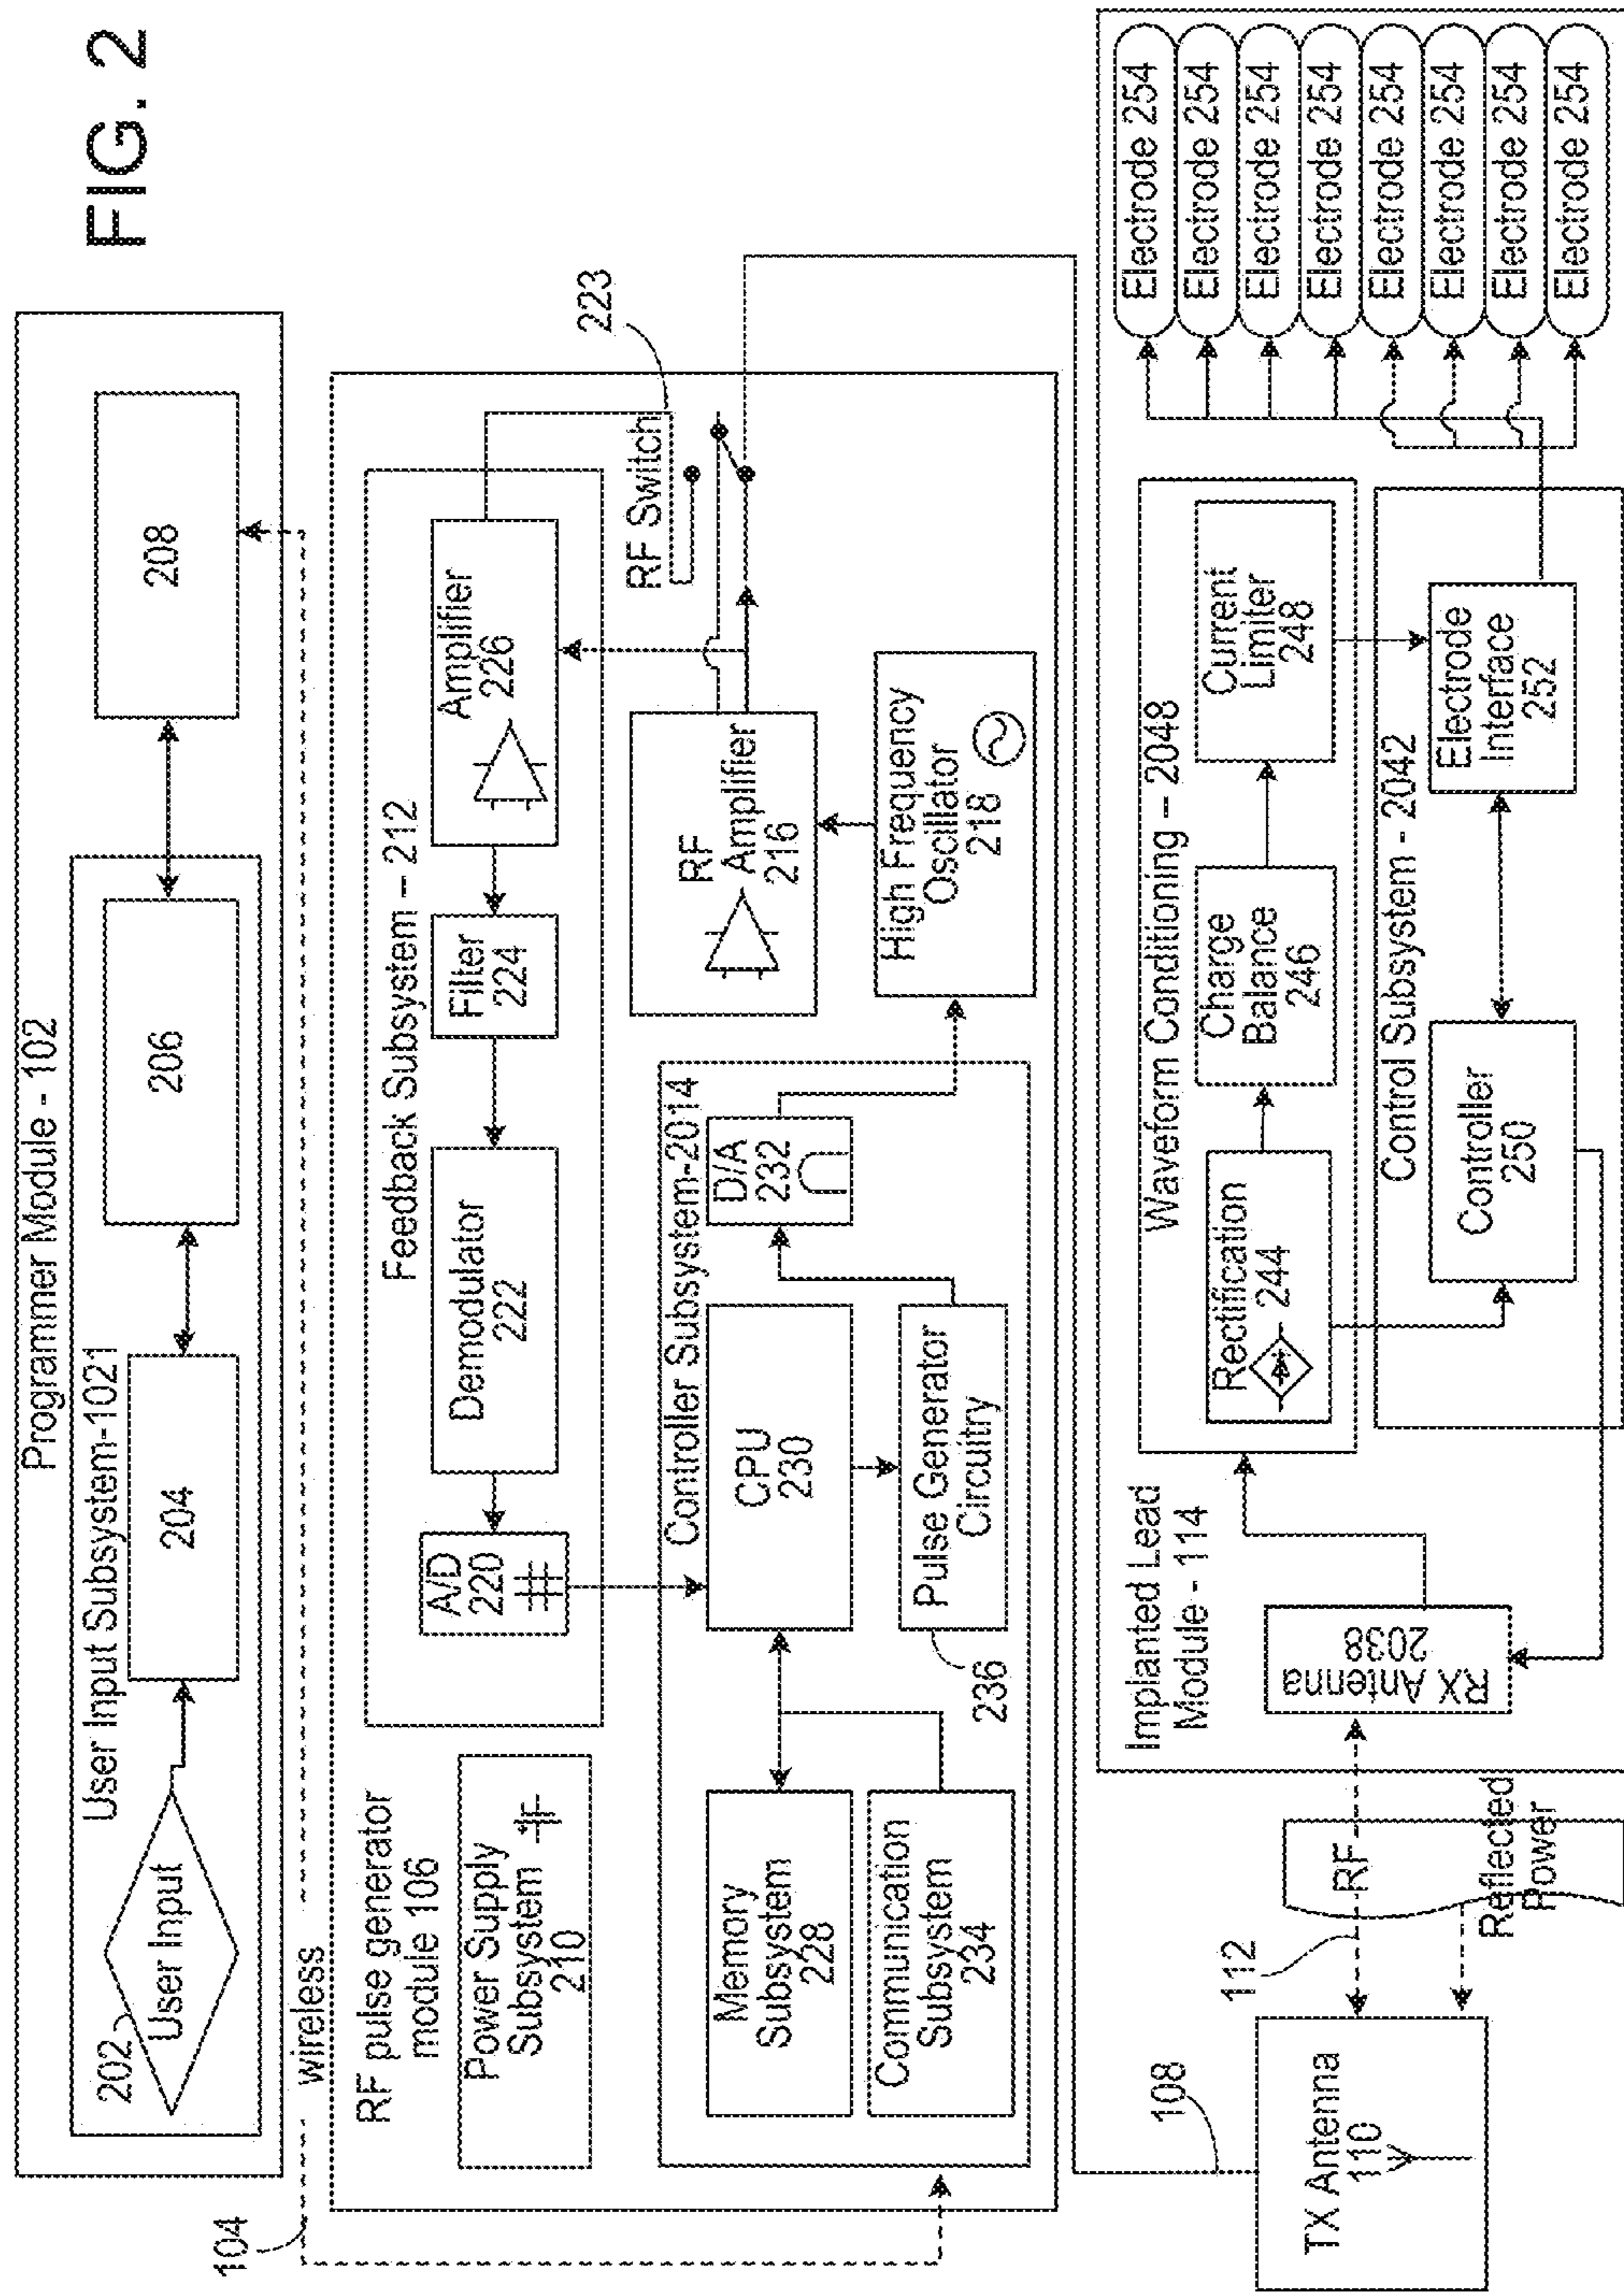 FIG. 2
Programmer Module - 102
User Input Subsystem-1021
202
User Input
204
206
208
104
wireless
RF pulse generator
module 106
Power Supply
Subsystem
210
Feedback Subsystem – 212
A/D
220
Demodulator
222
Filter
224
Amplifier
226
RF Switch
223
Controller Subsystem-2014
Memory
Subsystem
228
Communication
Subsystem
234
CPU
230
Pulse Generator
Circuitry
236
D/A
232
RF
Amplifier
216
High Frequency
Oscillator
218
108
TX Antenna
110
112
RF
Reflected
Power
Implanted Lead
Module - 114
RX Antenna
2038
Waveform Conditioning – 2048
Rectification
244
Charge
Balance
246
Current
Limiter
248
Control Subsystem - 2042
Controller
250
Electrode
Interface
252
Electrode 254
Electrode 254
Electrode 254
Electrode 254
Electrode 254
Electrode 254
Electrode 254
Electrode 254